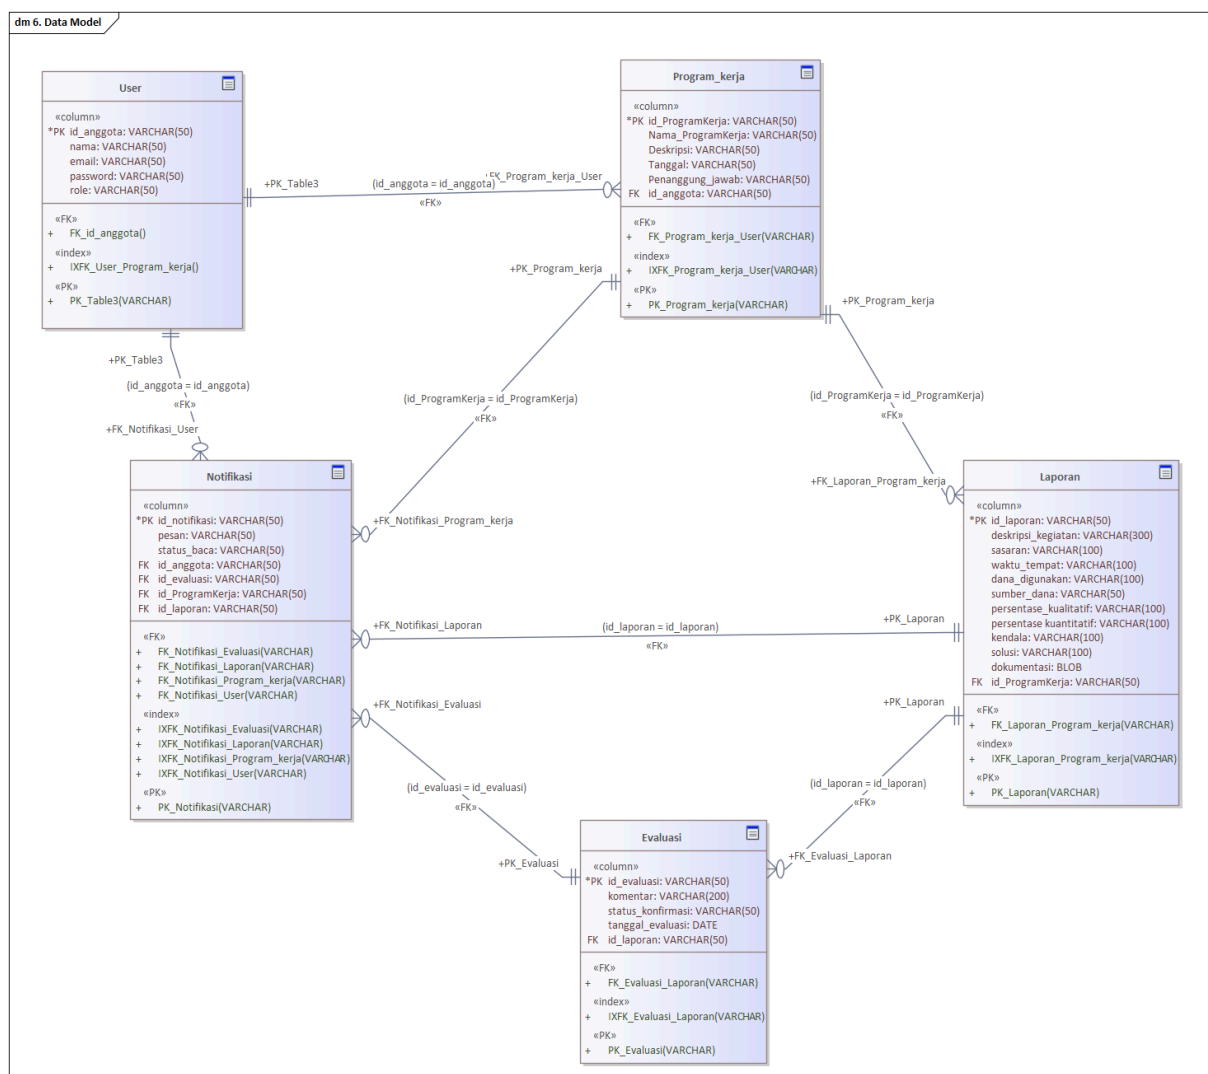 dm 6. Data Model
User
«column»
*PK id_anggota: VARCHAR(50)
nama: VARCHAR(50)
email: VARCHAR(50)
password: VARCHAR(50)
role: VARCHAR(50)
«FK»
+ FK_id_anggota()
«index»
+ IXFK_User_Program_kerja()
«PK»
+ PK_Table3(VARCHAR)
+PK_Table3
(id_anggota = id_anggota)
«FK»
+FK_Program_kerja_User
Program_kerja
«column»
*PK id_ProgramKerja: VARCHAR(50)
Nama_ProgramKerja: VARCHAR(50)
Deskripsi: VARCHAR(50)
Tanggal: VARCHAR(50)
Penanggung_jawab: VARCHAR(50)
FK id_anggota: VARCHAR(50)
«FK»
+ FK_Program_kerja_User(VARCHAR)
«index»
+ IXFK_Program_kerja_User(VARCHAR)
«PK»
+ PK_Program_kerja(VARCHAR)
+PK_Program_kerja
(id_ProgramKerja = id_ProgramKerja)
«FK»
+FK_Notifikasi_Program_kerja
+PK_Program_kerja
(id_ProgramKerja = id_ProgramKerja)
«FK»
+FK_Laporan_Program_kerja
+PK_Table3
(id_anggota = id_anggota)
«FK»
+FK_Notifikasi_User
Notifikasi
«column»
*PK id_notifikasi: VARCHAR(50)
pesan: VARCHAR(50)
status_baca: VARCHAR(50)
FK id_anggota: VARCHAR(50)
FK id_evaluasi: VARCHAR(50)
FK id_ProgramKerja: VARCHAR(50)
FK id_laporan: VARCHAR(50)
«FK»
+ FK_Notifikasi_Evaluasi(VARCHAR)
+ FK_Notifikasi_Laporan(VARCHAR)
+ FK_Notifikasi_Program_kerja(VARCHAR)
+ FK_Notifikasi_User(VARCHAR)
«index»
+ IXFK_Notifikasi_Evaluasi(VARCHAR)
+ IXFK_Notifikasi_Laporan(VARCHAR)
+ IXFK_Notifikasi_Program_kerja(VARCHAR)
+ IXFK_Notifikasi_User(VARCHAR)
«PK»
+ PK_Notifikasi(VARCHAR)
+FK_Notifikasi_Laporan
(id_laporan = id_laporan)
«FK»
+PK_Laporan
Laporan
«column»
*PK id_laporan: VARCHAR(50)
deskripsi_kegiatan: VARCHAR(300)
sasaran: VARCHAR(100)
waktu_tempat: VARCHAR(100)
dana_digunakan: VARCHAR(100)
sumber_dana: VARCHAR(50)
persentase_kualitatif: VARCHAR(100)
persentase kuantitatif: VARCHAR(100)
kendala: VARCHAR(100)
solusi: VARCHAR(100)
dokumentasi: BLOB
FK id_ProgramKerja: VARCHAR(50)
«FK»
+ FK_Laporan_Program_kerja(VARCHAR)
«index»
+ IXFK_Laporan_Program_kerja(VARCHAR)
«PK»
+ PK_Laporan(VARCHAR)
+FK_Notifikasi_Evaluasi
(id_evaluasi = id_evaluasi)
«FK»
+PK_Evaluasi
+PK_Laporan
(id_laporan = id_laporan)
«FK»
+FK_Evaluasi_Laporan
Evaluasi
«column»
*PK id_evaluasi: VARCHAR(50)
komentar: VARCHAR(200)
status_konfirmasi: VARCHAR(50)
tanggal_evaluasi: DATE
FK id_laporan: VARCHAR(50)
«FK»
+ FK_Evaluasi_Laporan(VARCHAR)
«index»
+ IXFK_Evaluasi_Laporan(VARCHAR)
«PK»
+ PK_Evaluasi(VARCHAR)